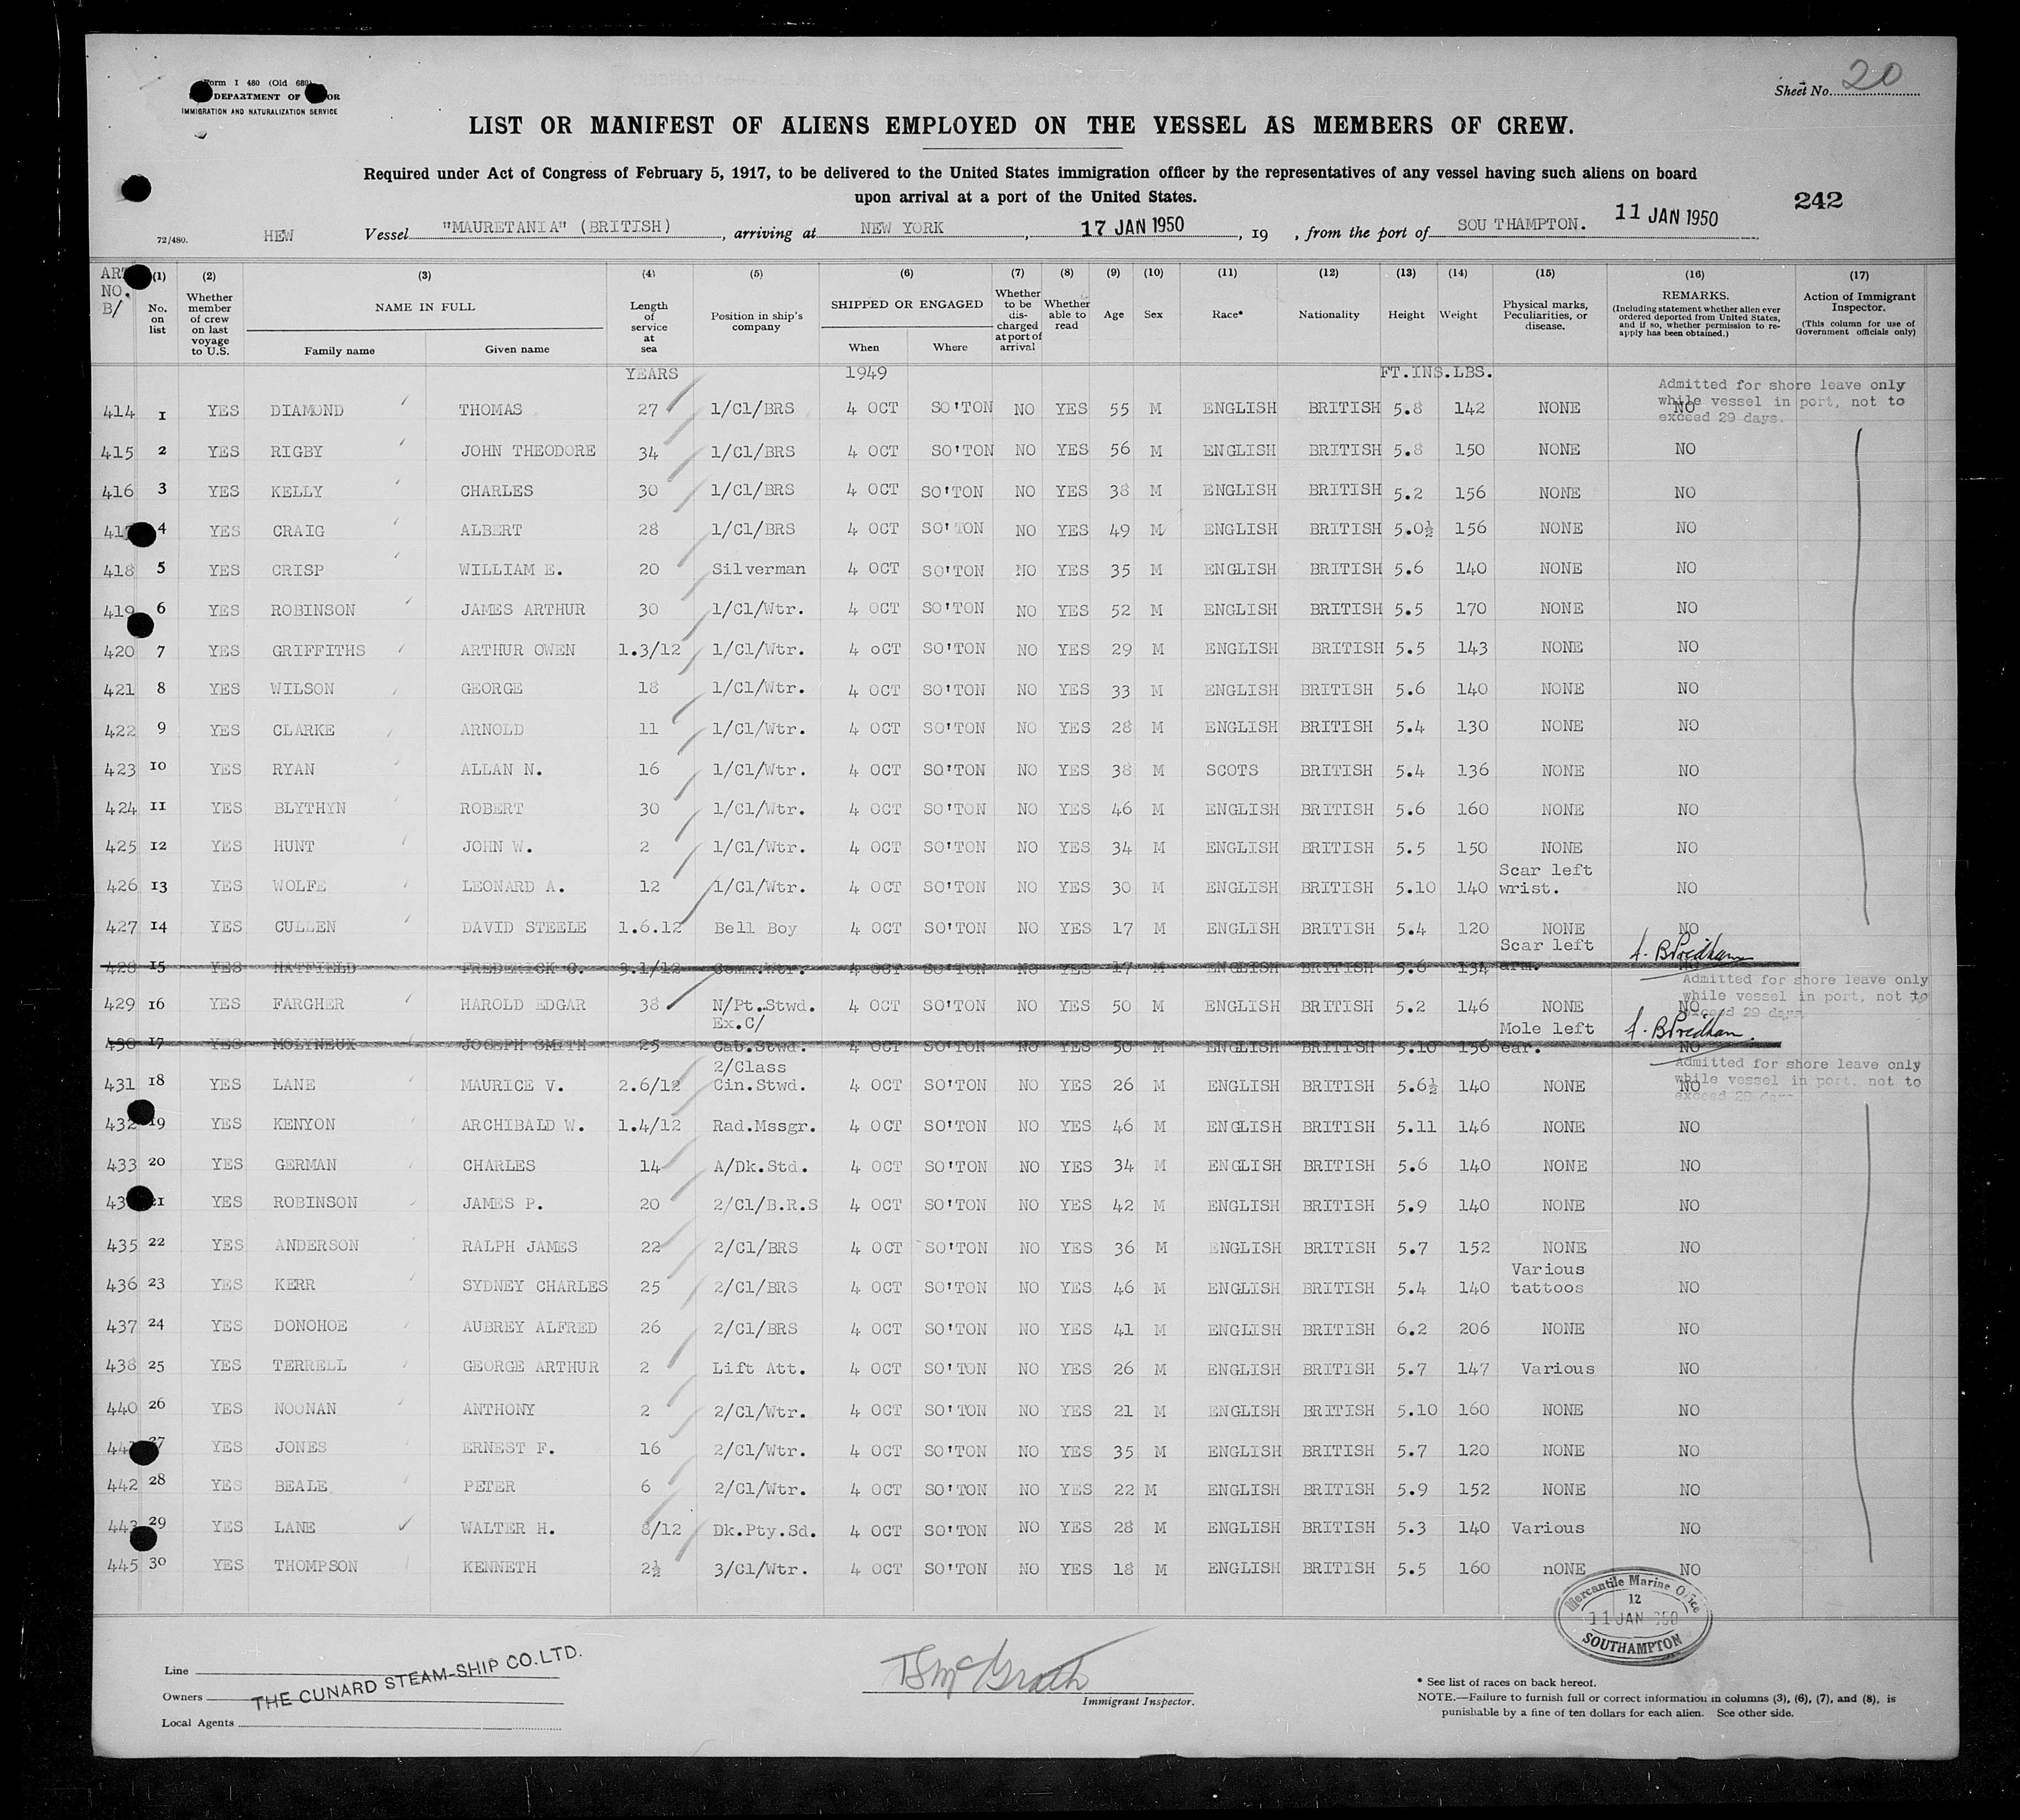 Form I 480 (Old 680)
DEPARTMENT OF
IMMIGRATION AND NATURALIZATION SERVICE
Sheet No. 20
LIST OR MANIFEST OF ALIENS EMPLOYED ON THE VESSEL AS MEMBERS OF CREW.
Required under Act of Congress of February 5, 1917, to be delivered to the United States immigration officer by the representatives of any vessel having such aliens on board
upon arrival at a port of the United States.
242
72/480. HEW Vessel "MAURETANIA" (BRITISH), arriving at NEW YORK, 17 JAN 1950, 19 , from the port of SOUTHAMPTON. 11 JAN 1950
ART NO. B/ (1) No. on list (2) Whether member of crew on last voyage to U.S. (3) NAME IN FULL Family name Given name (4) Length of service at sea (5) Position in ship's company (6) SHIPPED OR ENGAGED When Where (7) Whether to be discharged at port of arrival (8) Whether able to read (9) Age (10) Sex (11) Race* (12) Nationality (13) Height (14) Weight (15) Physical marks, Peculiarities, or disease. (16) REMARKS. (Including statement whether alien ever ordered deported from United States, and if so, whether permission to re-apply has been obtained.) (17) Action of Immigrant Inspector. (This column for use of Government officials only)
YEARS 1949 FT.INS.LBS.
Admitted for shore leave only while vessel in port, not to exceed 29 days.
414 1 YES DIAMOND THOMAS 27 1/Cl/BRS 4 OCT SO'TON NO YES 55 M ENGLISH BRITISH 5.8 142 NONE NO
415 2 YES RIGBY JOHN THEODORE 34 1/Cl/BRS 4 OCT SO'TON NO YES 56 M ENGLISH BRITISH 5.8 150 NONE NO
416 3 YES KELLY CHARLES 30 1/Cl/BRS 4 OCT SO'TON NO YES 38 M ENGLISH BRITISH 5.2 156 NONE NO
417 4 YES CRAIG ALBERT 28 1/Cl/BRS 4 OCT SO'TON NO YES 49 M ENGLISH BRITISH 5.0½ 156 NONE NO
418 5 YES CRISP WILLIAM E. 20 Silverman 4 OCT SO'TON NO YES 35 M ENGLISH BRITISH 5.6 140 NONE NO
419 6 YES ROBINSON JAMES ARTHUR 30 1/Cl/Wtr. 4 OCT SO'TON NO YES 52 M ENGLISH BRITISH 5.5 170 NONE NO
420 7 YES GRIFFITHS ARTHUR OWEN 1.3/12 1/Cl/Wtr. 4 oCT SO'TON NO YES 29 M ENGLISH BRITISH 5.5 143 NONE NO
421 8 YES WILSON GEORGE 18 1/Cl/Wtr. 4 OCT SO'TON NO YES 33 M ENGLISH BRITISH 5.6 140 NONE NO
422 9 YES CLARKE ARNOLD 11 1/Cl/Wtr. 4 OCT SO'TON NO YES 28 M ENGLISH BRITISH 5.4 130 NONE NO
423 10 YES RYAN ALLAN N. 16 1/Cl/Wtr. 4 OCT SO'TON NO YES 38 M SCOTS BRITISH 5.4 136 NONE NO
424 11 YES BLYTHYN ROBERT 30 1/Cl/Wtr. 4 OCT SO'TON NO YES 46 M ENGLISH BRITISH 5.6 160 NONE NO
425 12 YES HUNT JOHN W. 2 1/Cl/Wtr. 4 OCT SO'TON NO YES 34 M ENGLISH BRITISH 5.5 150 NONE NO
426 13 YES WOLFE LEONARD A. 12 1/Cl/Wtr. 4 OCT SO'TON NO YES 30 M ENGLISH BRITISH 5.10 140 Scar left wrist. NO
427 14 YES CULLEN DAVID STEELE 1.6.12 Bell Boy 4 OCT SO'TON NO YES 17 M ENGLISH BRITISH 5.4 120 NONE NO
428 15 YES HATFIELD FREDERICK C. 3.1/12 Comm.Wtr. 4 OCT SO'TON NO YES 17 M ENGLISH BRITISH 5.6 134 Scar left arm. NO
Admitted for shore leave only while vessel in port, not to exceed 29 days
429 16 YES FARGHER HAROLD EDGAR 38 N/Pt.Stwd. 4 OCT SO'TON NO YES 50 M ENGLISH BRITISH 5.2 146 NONE NO
430 17 YES MOLYNEUX JOSEPH SMITH 25 Ex.C/ Cab.Stwd. 4 OCT SO'TON NO YES 50 M ENGLISH BRITISH 5.10 156 Mole left ear. NO
Admitted for shore leave only while vessel in port, not to exceed 29 days
431 18 YES LANE MAURICE V. 2.6/12 2/Class Cin.Stwd. 4 OCT SO'TON NO YES 26 M ENGLISH BRITISH 5.6½ 140 NONE NO
432 19 YES KENYON ARCHIBALD W. 1.4/12 Rad.Mssgr. 4 OCT SO'TON NO YES 46 M ENGLISH BRITISH 5.11 146 NONE NO
433 20 YES GERMAN CHARLES 14 A/Dk.Std. 4 OCT SO'TON NO YES 34 M ENGLISH BRITISH 5.6 140 NONE NO
43 21 YES ROBINSON JAMES P. 20 2/Cl/B.R.S 4 OCT SO'TON NO YES 42 M ENGLISH BRITISH 5.9 140 NONE NO
435 22 YES ANDERSON RALPH JAMES 22 2/Cl/BRS 4 OCT SO'TON NO YES 36 M ENGLISH BRITISH 5.7 152 NONE NO
436 23 YES KERR SYDNEY CHARLES 25 2/Cl/BRS 4 OCT SO'TON NO YES 46 M ENGLISH BRITISH 5.4 140 Various tattoos NO
437 24 YES DONOHOE AUBREY ALFRED 26 2/Cl/BRS 4 OCT SO'TON NO YES 41 M ENGLISH BRITISH 6.2 206 NONE NO
438 25 YES TERRELL GEORGE ARTHUR 2 Lift Att. 4 OCT SO'TON NO YES 26 M ENGLISH BRITISH 5.7 147 Various NO
440 26 YES NOONAN ANTHONY 2 2/Cl/Wtr. 4 OCT SO'TON NO YES 21 M ENGLISH BRITISH 5.10 160 NONE NO
44 27 YES JONES ERNEST F. 16 2/Cl/Wtr. 4 OCT SO'TON NO YES 35 M ENGLISH BRITISH 5.7 120 NONE NO
442 28 YES BEALE PETER 6 2/Cl/Wtr. 4 OCT SO'TON NO YES 22 M ENGLISH BRITISH 5.9 152 NONE NO
443 29 YES LANE WALTER H. 8/12 Dk.Pty.Sd. 4 OCT SO'TON NO YES 28 M ENGLISH BRITISH 5.3 140 Various NO
445 30 YES THOMPSON KENNETH 2½ 3/Cl/Wtr. 4 OCT SO'TON NO YES 18 M ENGLISH BRITISH 5.5 160 nONE NO
Mercantile Marine Office
12
11 JAN 950
SOUTHAMPTON
Line
Owners THE CUNARD STEAM-SHIP CO. LTD.
Local Agents
McGrath
Immigrant Inspector.
* See list of races on back hereof.
NOTE.—Failure to furnish full or correct information in columns (3), (6), (7), and (8), is
punishable by a fine of ten dollars for each alien. See other side.